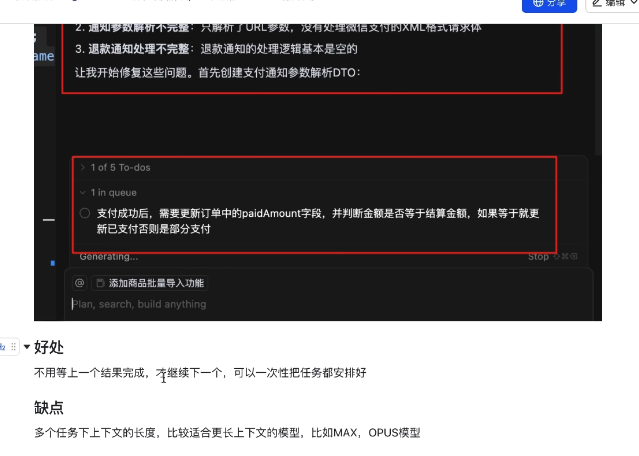 分享
编辑
2. 通知参数解析不完整：只解析了URL参数，没有处理微信支付的XML格式请求体
;
ame
3. 退款通知处理不完整：退款通知的处理逻辑基本是空的
让我开始修复这些问题。首先创建支付通知参数解析DTO：
1 of 5 To-dos
1 in queue
支付成功后，需要更新订单中的paidAmount字段，并判断金额是否等于结算金额，如果等于就更
新已支付否则是部分支付
Generating...
Stop
@ 添加商品批量导入功能
Plan, search, build anything
好处
不用等上一个结果完成，才继续下一个，可以一次性把任务都安排好
缺点
多个任务下上下文的长度，比较适合更长上下文的模型，比如MAX，OPUS模型